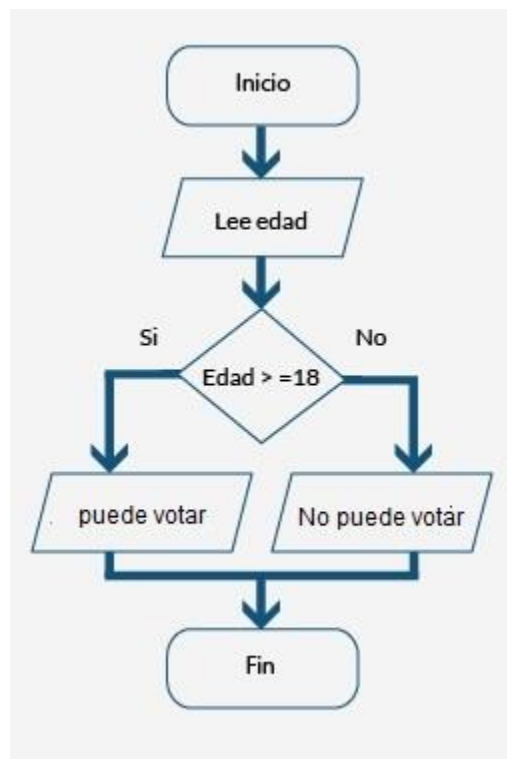 Inicio
Lee edad
Si
No
Edad > =18
puede votar
No puede votár
Fin